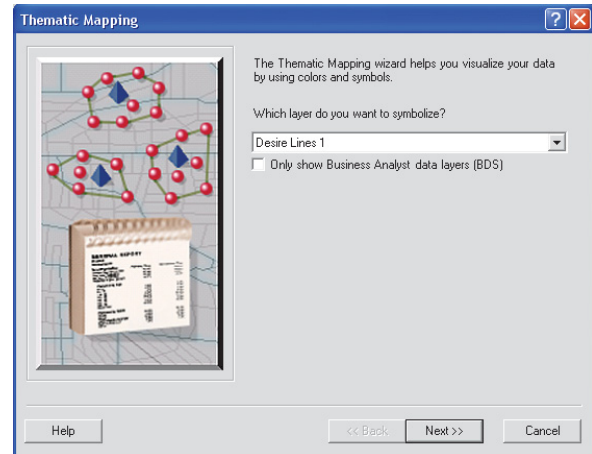 Thematic Mapping
The Thematic Mapping wizard helps you visualize your data
by using colors and symbols.
Which layer do you want to symbolize?
Desire Lines 1
Only show Business Analyst data layers (BDS)
Help
<< Back
Next >>
Cancel